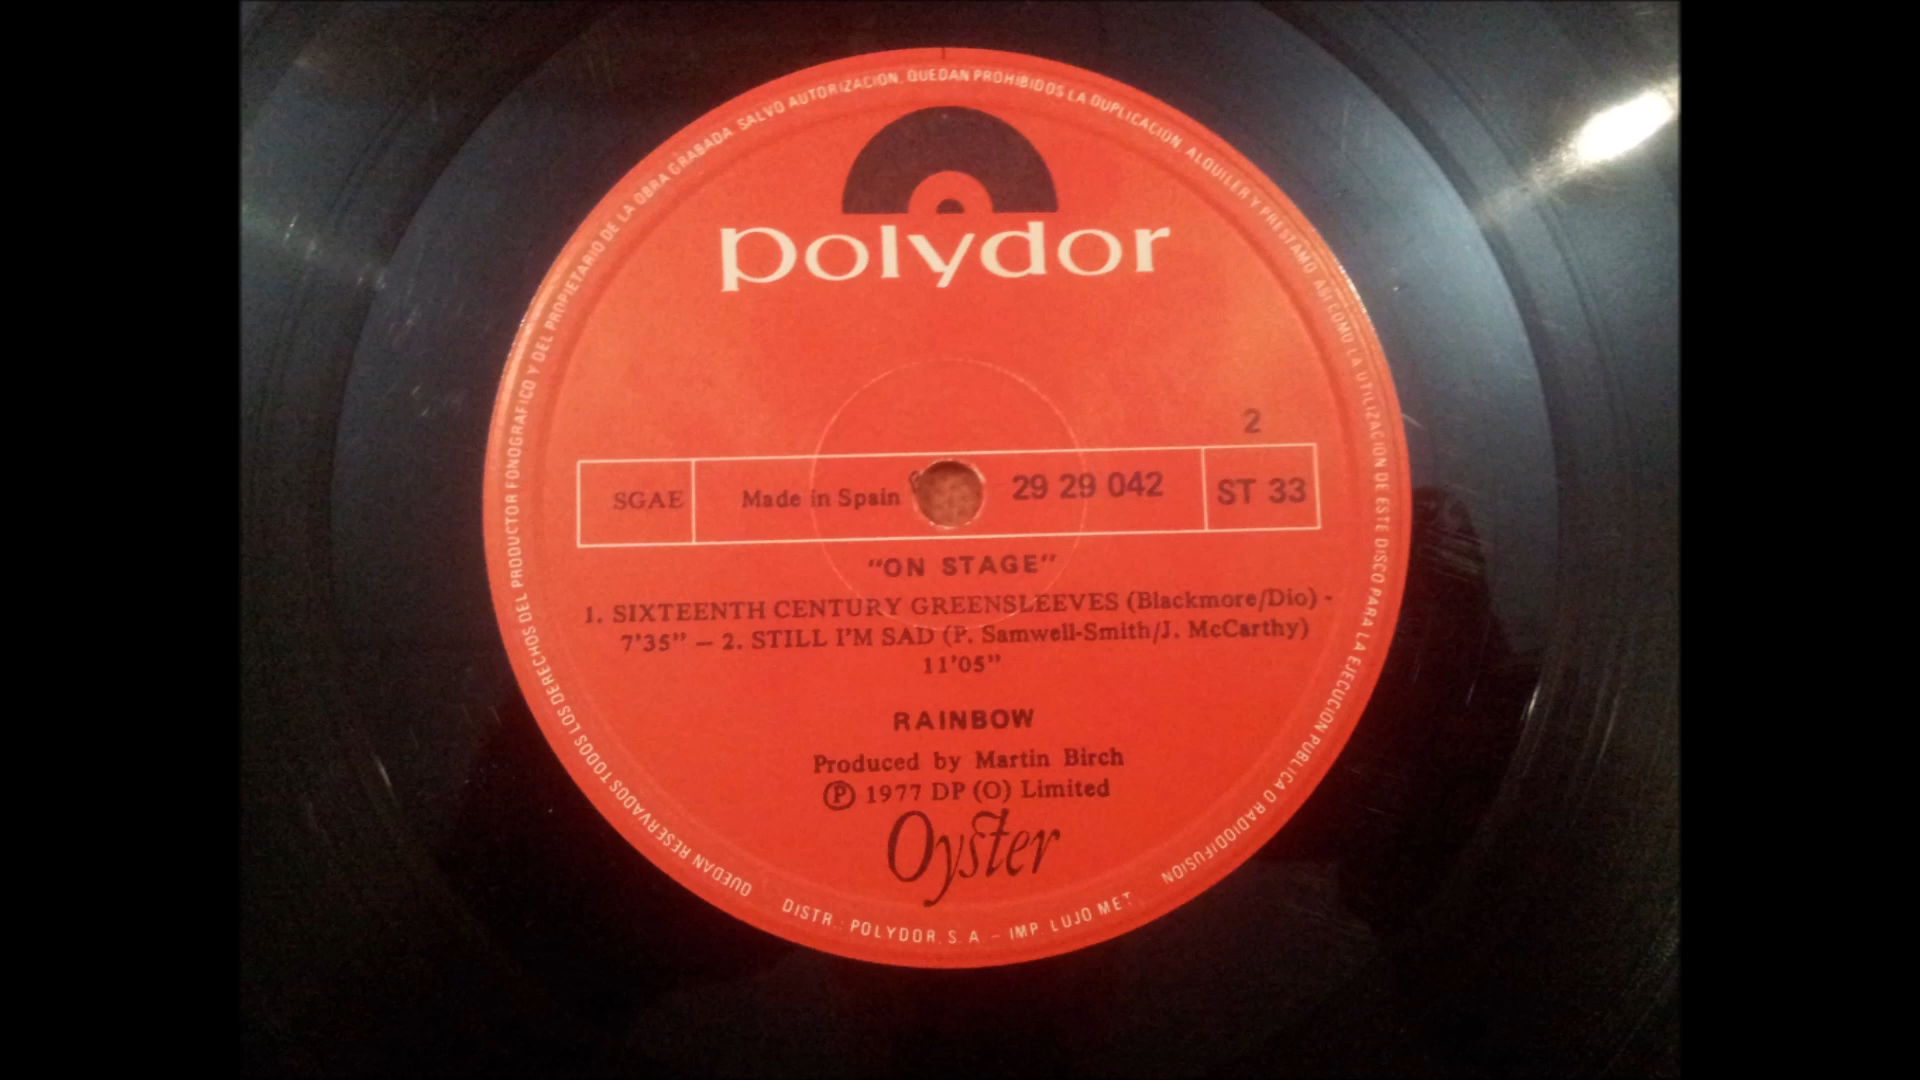 QUEDAN RESERVADOS TODOS LOS DERECHOS DEL PRODUCTOR FONOGRAFICO Y DEL PROPIETARIO DE LA OBRA GRABADA. SALVO AUTORIZACION, QUEDAN PROHIBIDOS LA DUPLICACION, ALQUILER Y PRESTAMO, ASI COMO LA UTILIZACION DE ESTE DISCO PARA LA EJECUCION PUBLICA O RADIODIFUSION
polydor
2
SGAE Made in Spain 29 29 042 ST 33
"ON STAGE"
1. SIXTEENTH CENTURY GREENSLEEVES (Blackmore/Dio) -
7'35" – 2. STILL I'M SAD (P. Samwell-Smith/J. McCarthy)
11'05"
RAINBOW
Produced by Martin Birch
Ⓟ 1977 DP (O) Limited
Oyster
DISTR.: POLYDOR, S. A. – IMP. LUJO MET.